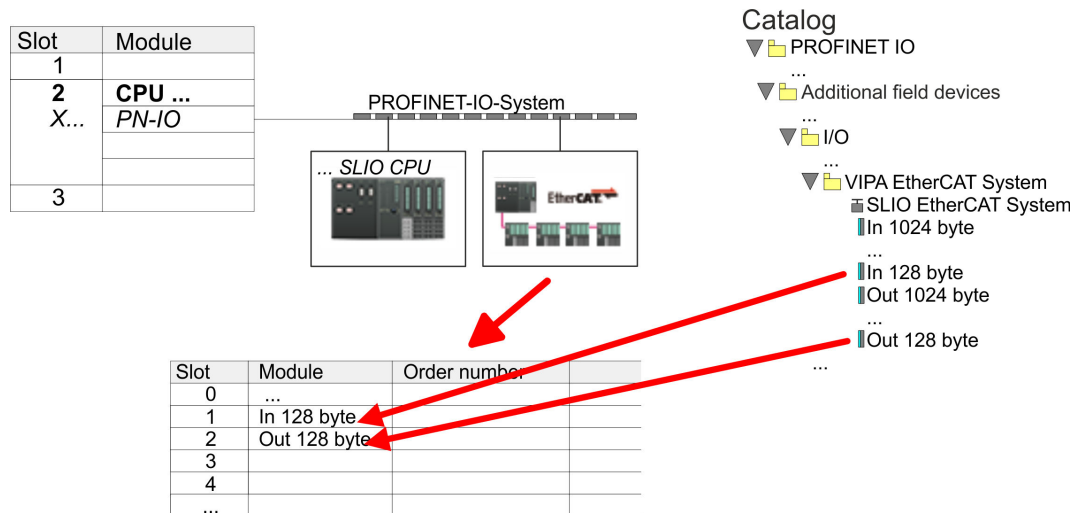 Slot Module
1
2 CPU ...
X... PN-IO
3
PROFINET-IO-System
... SLIO CPU
EtherCAT
Catalog
PROFINET IO
...
Additional field devices
...
I/O
...
VIPA EtherCAT System
SLIO EtherCAT System
In 1024 byte
...
In 128 byte
Out 1024 byte
...
Out 128 byte
...
Slot Module Order number
0 ...
1 In 128 byte
2 Out 128 byte
3
4
...